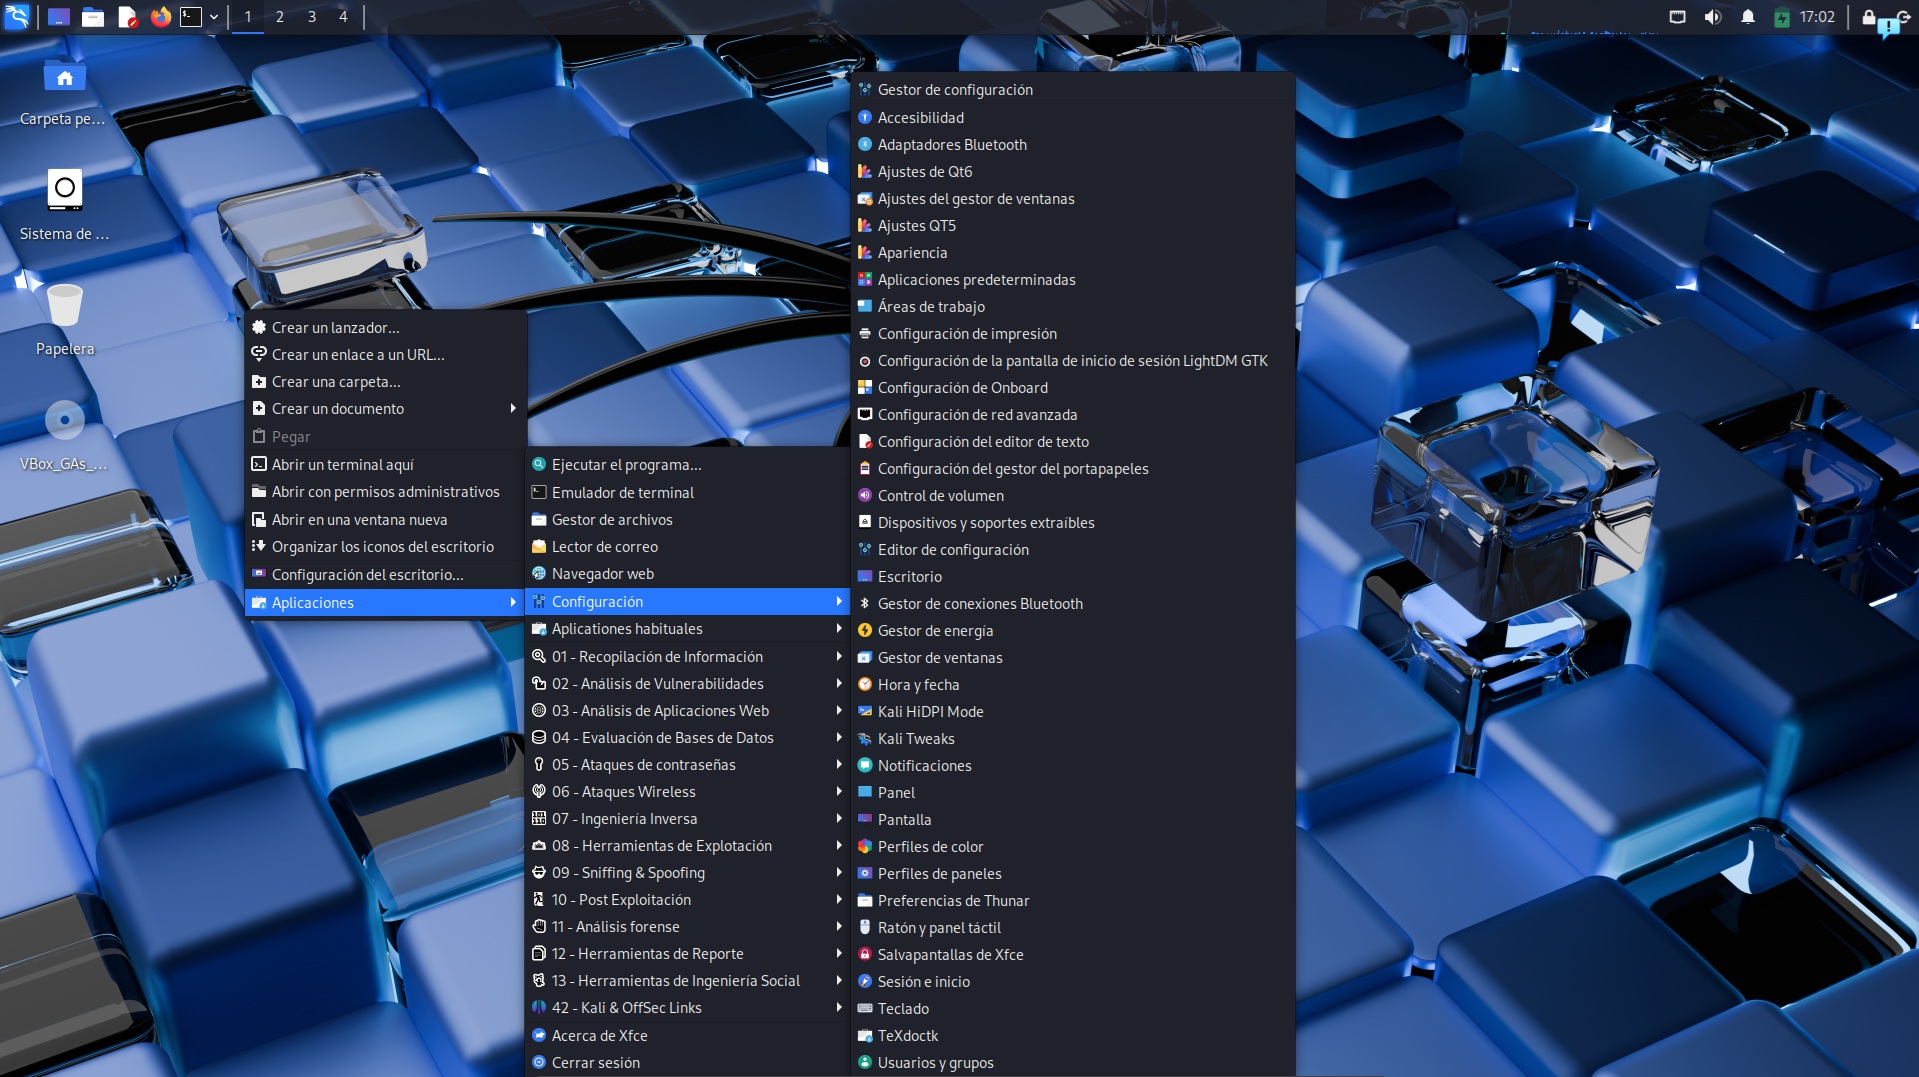 1 2 3 4
17:02
Carpeta pe...
Sistema de ...
Papelera
VBox_GAs_...
Crear un lanzador...
Crear un enlace a un URL...
Crear una carpeta...
Crear un documento
Pegar
Abrir un terminal aquí
Abrir con permisos administrativos
Abrir en una ventana nueva
Organizar los iconos del escritorio
Configuración del escritorio...
Aplicaciones
Ejecutar el programa...
Emulador de terminal
Gestor de archivos
Lector de correo
Navegador web
Configuración
Aplicationes habituales
01 - Recopilación de Información
02 - Análisis de Vulnerabilidades
03 - Análisis de Aplicaciones Web
04 - Evaluación de Bases de Datos
05 - Ataques de contraseñas
06 - Ataques Wireless
07 - Ingeniería Inversa
08 - Herramientas de Explotación
09 - Sniffing & Spoofing
10 - Post Exploitación
11 - Análisis forense
12 - Herramientas de Reporte
13 - Herramientas de Ingeniería Social
42 - Kali & OffSec Links
Acerca de Xfce
Cerrar sesión
Gestor de configuración
Accesibilidad
Adaptadores Bluetooth
Ajustes de Qt6
Ajustes del gestor de ventanas
Ajustes QT5
Apariencia
Aplicaciones predeterminadas
Áreas de trabajo
Configuración de impresión
Configuración de la pantalla de inicio de sesión LightDM GTK
Configuración de Onboard
Configuración de red avanzada
Configuración del editor de texto
Configuración del gestor del portapapeles
Control de volumen
Dispositivos y soportes extraíbles
Editor de configuración
Escritorio
Gestor de conexiones Bluetooth
Gestor de energía
Gestor de ventanas
Hora y fecha
Kali HiDPI Mode
Kali Tweaks
Notificaciones
Panel
Pantalla
Perfiles de color
Perfiles de paneles
Preferencias de Thunar
Ratón y panel táctil
Salvapantallas de Xfce
Sesión e inicio
Teclado
TeXdoctk
Usuarios y grupos